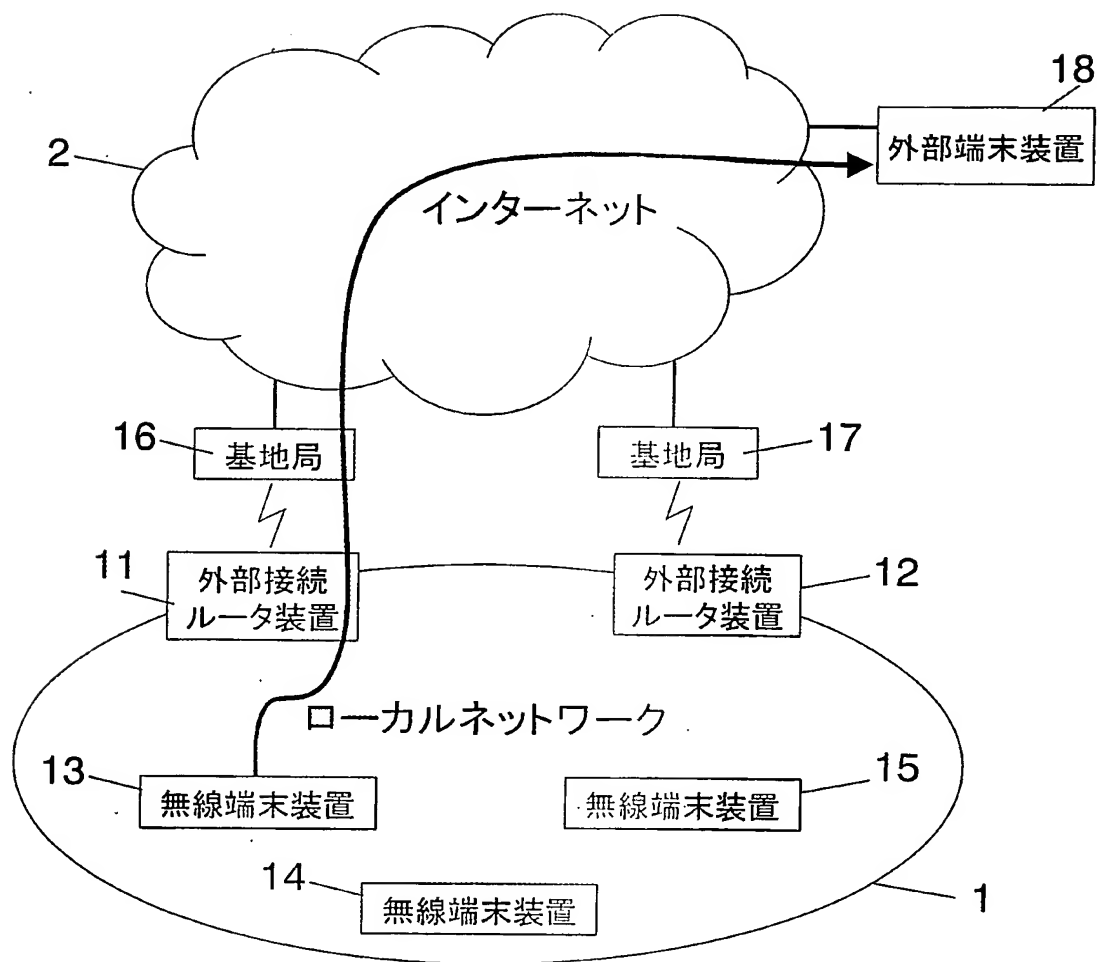 18
外部端末装置
2
インターネット
16
基地局
17
基地局
11
外部接続
ルータ装置
12
外部接続
ルータ装置
ローカルネットワーク
13
無線端末装置
15
無線端末装置
14
無線端末装置
1